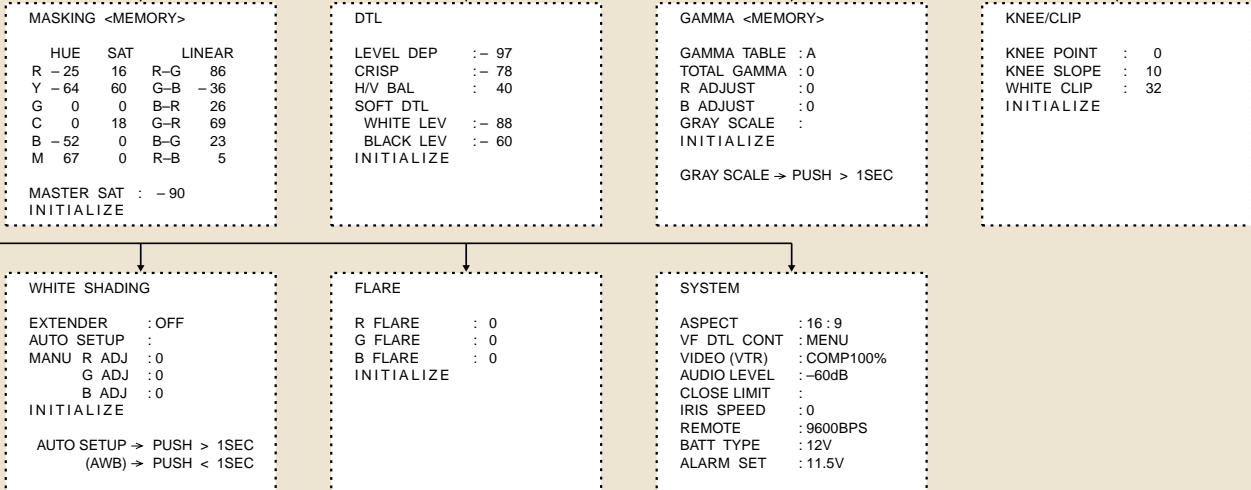 MASKING <MEMORY>
HUE SAT LINEAR
R – 25 16 R–G 86
Y – 64 60 G–B – 36
G 0 0 B–R 26
C 0 18 G–R 69
B – 52 0 B–G 23
M 67 0 R–B 5
MASTER SAT : – 90
INITIALIZE
DTL
LEVEL DEP :– 97
CRISP :– 78
H/V BAL : 40
SOFT DTL
WHITE LEV :– 88
BLACK LEV :– 60
INITIALIZE
GAMMA <MEMORY>
GAMMA TABLE : A
TOTAL GAMMA : 0
R ADJUST : 0
B ADJUST : 0
GRAY SCALE :
INITIALIZE
GRAY SCALE → PUSH > 1SEC
KNEE/CLIP
KNEE POINT : 0
KNEE SLOPE : 10
WHITE CLIP : 32
INITIALIZE
WHITE SHADING
EXTENDER : OFF
AUTO SETUP :
MANU R ADJ : 0
G ADJ : 0
B ADJ : 0
INITIALIZE
AUTO SETUP → PUSH > 1SEC
(AWB) → PUSH < 1SEC
FLARE
R FLARE : 0
G FLARE : 0
B FLARE : 0
INITIALIZE
SYSTEM
ASPECT : 16 : 9
VF DTL CONT : MENU
VIDEO (VTR) : COMP100%
AUDIO LEVEL : –60dB
CLOSE LIMIT :
IRIS SPEED : 0
REMOTE : 9600BPS
BATT TYPE : 12V
ALARM SET : 11.5V